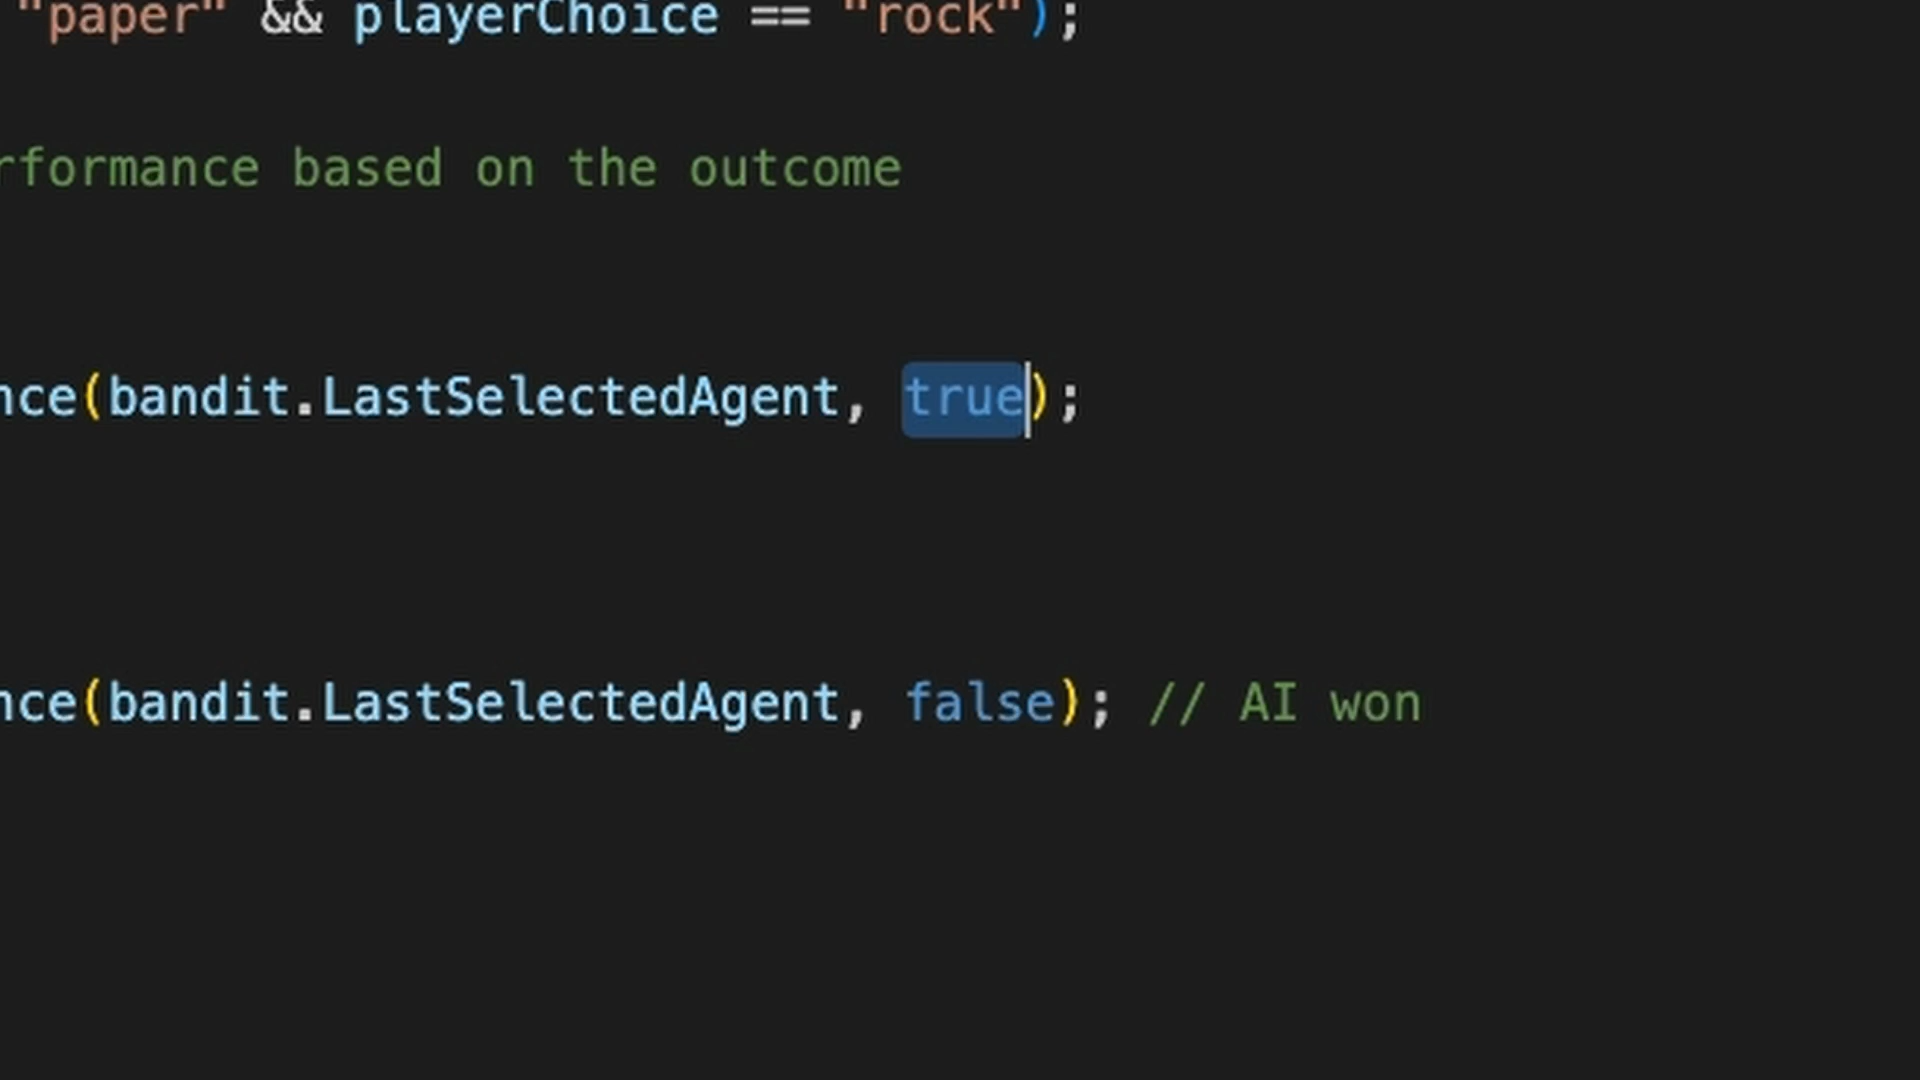 "paper" && playerChoice == "rock");
rformance based on the outcome
nce(bandit.LastSelectedAgent, true);
nce(bandit.LastSelectedAgent, false); // AI won